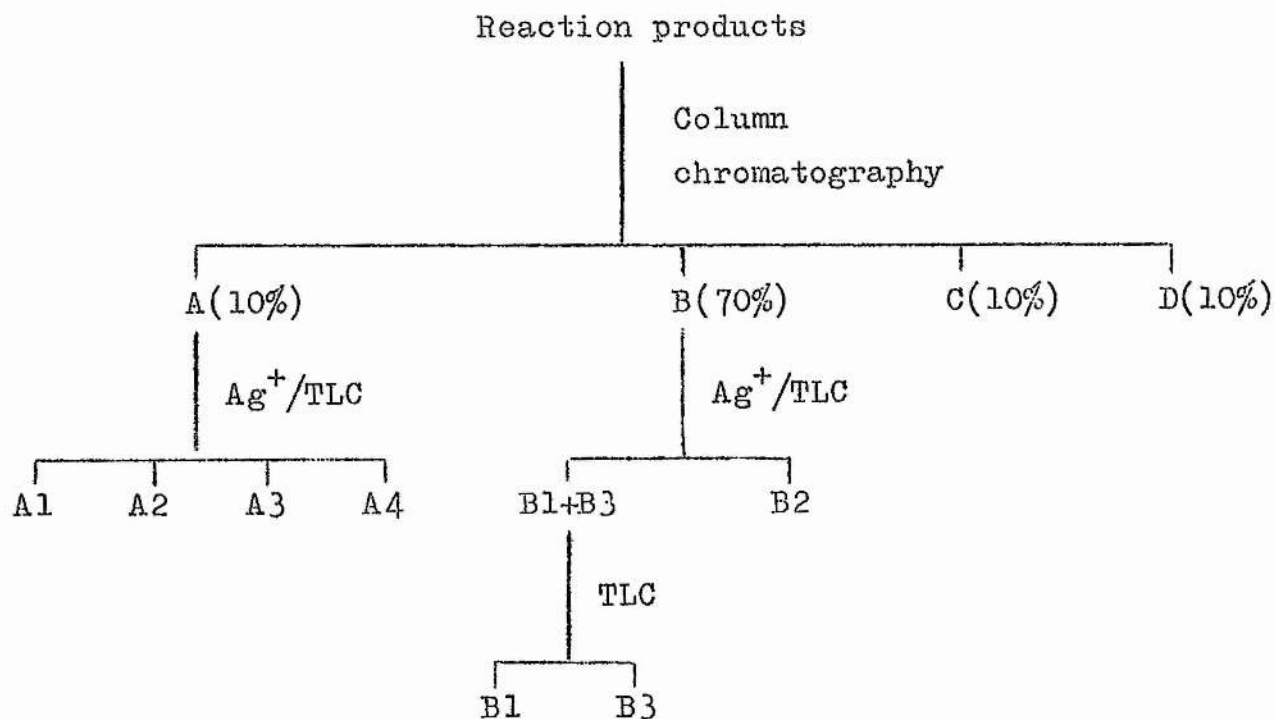 Reaction products
Column
chromatography
A(10%) B(70%) C(10%) D(10%)
Ag+/TLC Ag+/TLC
A1 A2 A3 A4 B1+B3 B2
TLC
B1 B3